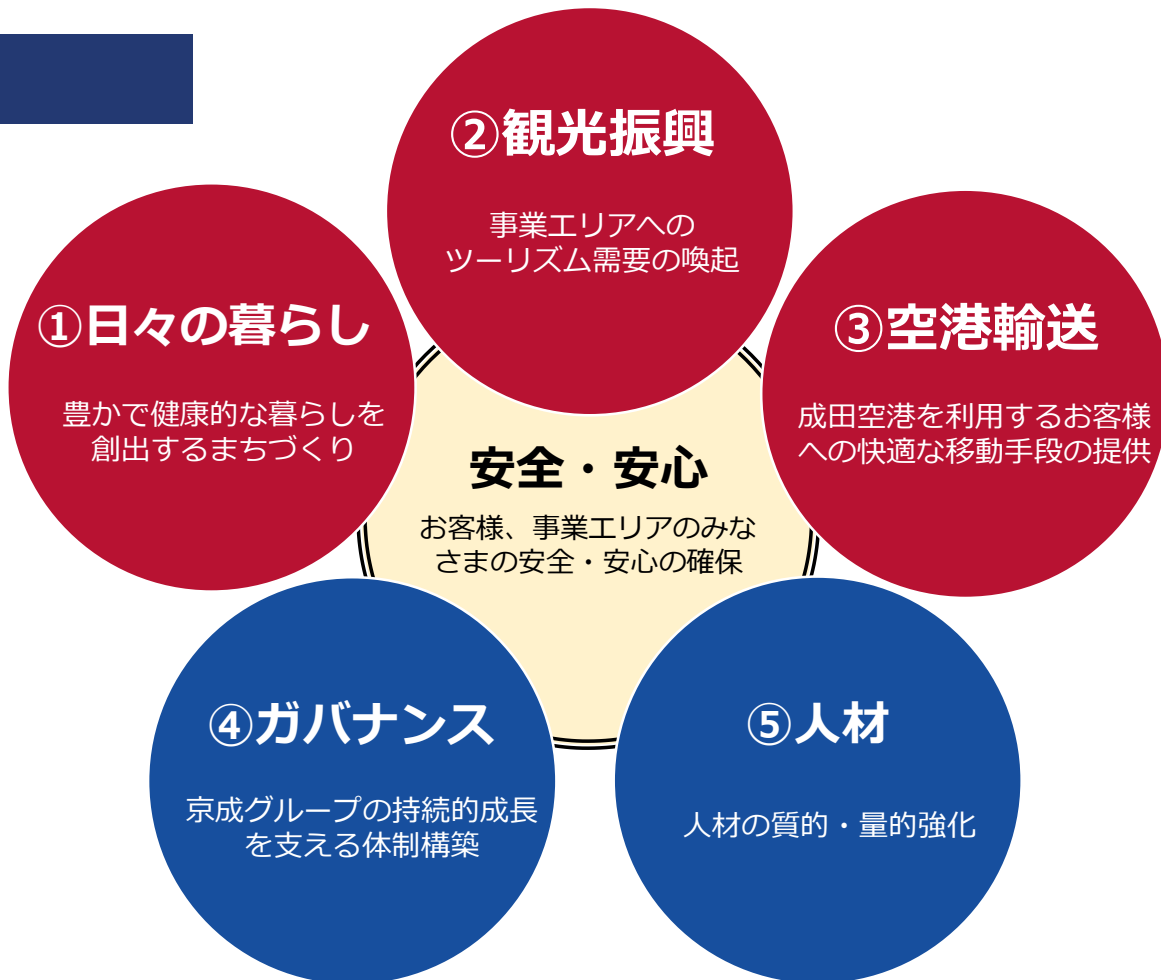 ②観光振興
事業エリアへの
ツーリズム需要の喚起
①日々の暮らし
豊かで健康的な暮らしを
創出するまちづくり
③空港輸送
成田空港を利用するお客様
への快適な移動手段の提供
安全・安心
お客様、事業エリアのみな
さまの安全・安心の確保
④ガバナンス
京成グループの持続的成長
を支える体制構築
⑤人材
人材の質的・量的強化